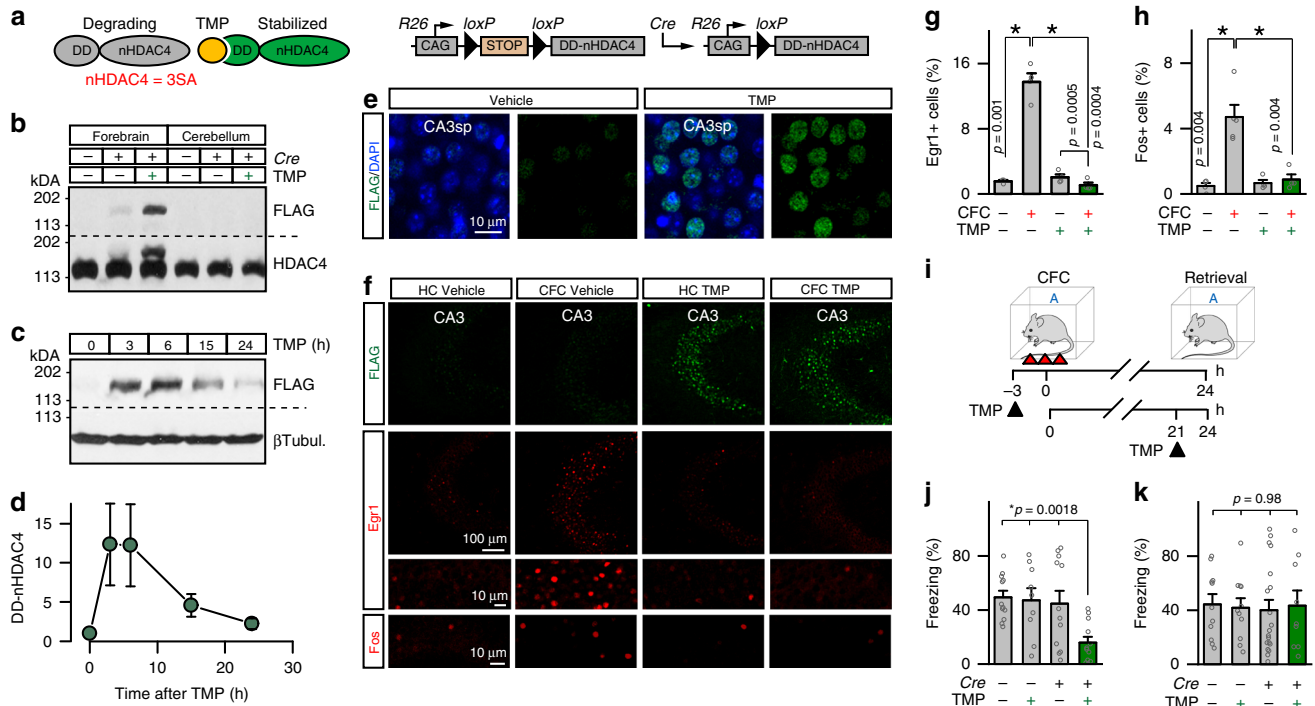 a
Degrading TMP Stabilized
DD nHDAC4 DD nHDAC4
nHDAC4 = 3SA
R26 loxP loxP Cre R26 loxP
CAG STOP DD-nHDAC4 CAG DD-nHDAC4
b
Forebrain Cerebellum
– + + – + + Cre
– – + – – + TMP
kDa
202
113
FLAG
202
113
HDAC4
c
0 3 6 15 24 TMP (h)
kDa
202
113
FLAG
113
βTubul.
d
DD-nHDAC4
15
10
5
0
0 10 20 30
Time after TMP (h)
e
Vehicle TMP
FLAG/DAPI
CA3sp CA3sp
10 µm
f
HC Vehicle CFC Vehicle HC TMP CFC TMP
FLAG
CA3 CA3 CA3 CA3
Egr1
100 µm
10 µm
Fos
10 µm
g
* *
Egr1+ cells (%)
16
8
0
p = 0.001
p = 0.0005
p = 0.0004
CFC – + – +
TMP – – + +
h
* *
Fos+ cells (%)
8
4
0
p = 0.004
p = 0.004
CFC – + – +
TMP – – + +
i
CFC Retrieval
A A
–3 0 24 h
TMP
0 21 24 h
TMP
j
*p = 0.0018
Freezing (%)
80
40
0
Cre – – + +
TMP – + – +
k
p = 0.98
Freezing (%)
80
40
0
Cre – – + +
TMP – + – +